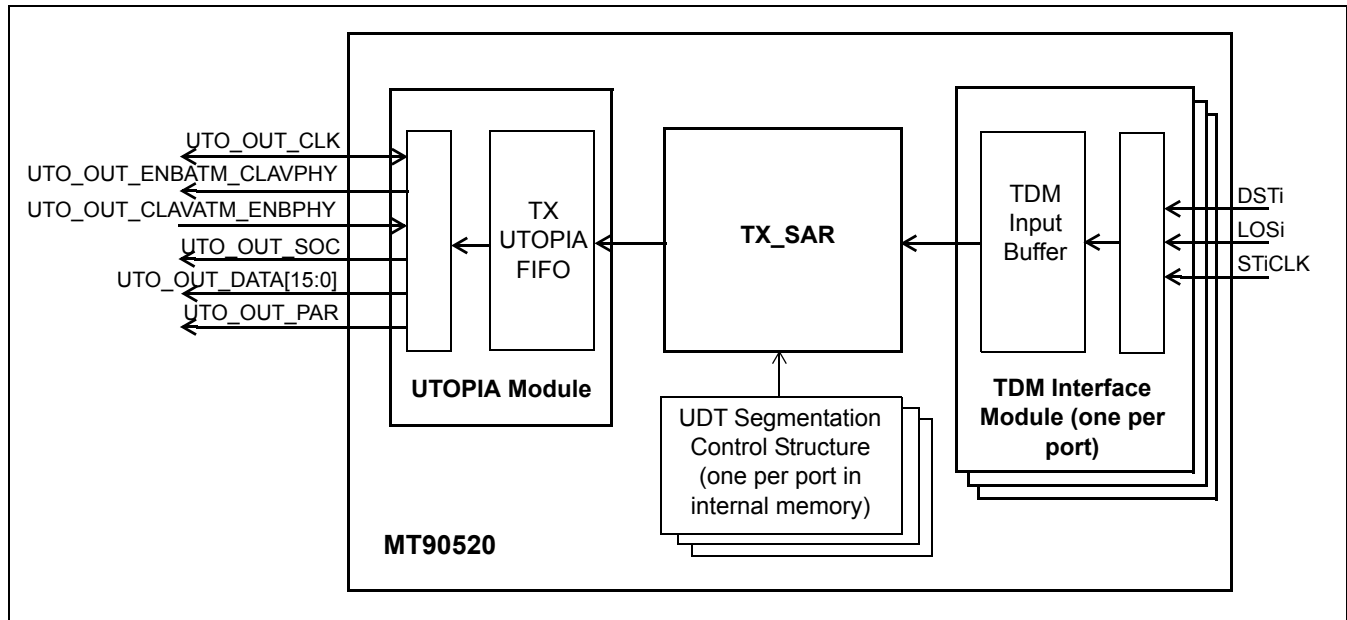 UTO_OUT_CLK
UTO_OUT_ENBATM_CLAVPHY
UTO_OUT_CLAVATM_ENBPHY
UTO_OUT_SOC
UTO_OUT_DATA[15:0]
UTO_OUT_PAR
TX
UTOPIA
FIFO
UTOPIA Module
TX_SAR
UDT Segmentation
Control Structure
(one per port in
internal memory)
TDM
Input
Buffer
TDM Interface
Module (one per
port)
DSTi
LOSi
STiCLK
MT90520